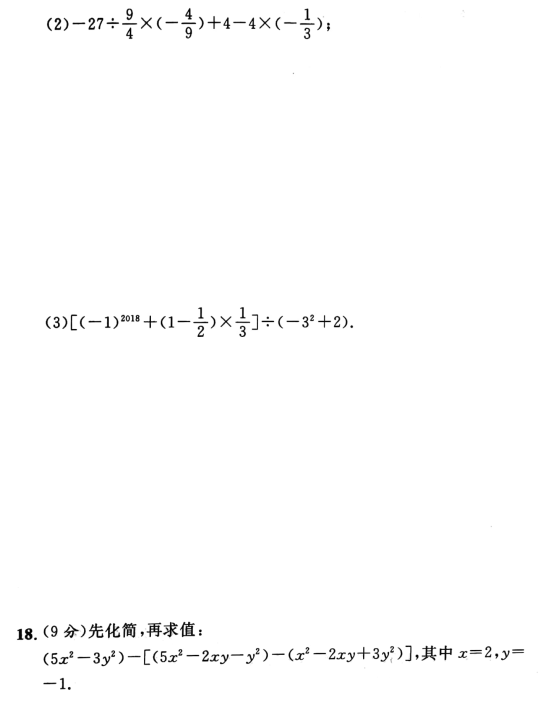 (2)－27÷9/4×(－4/9)＋4－4×(－1/3);
(3)[(－1)²⁰¹⁸＋(1－1/2)×1/3]÷(－3²＋2).
18. (9 分)先化简,再求值:
(5x²－3y²)－[(5x²－2xy－y²)－(x²－2xy＋3y²)],其中 x＝2,y＝
－1.